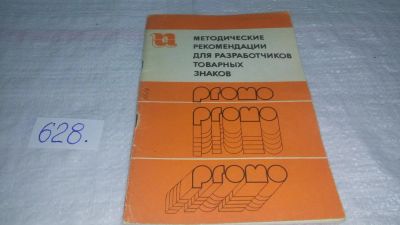 МЕТОДИЧЕСКИЕ
РЕКОМЕНДАЦИИ
ДЛЯ РАЗРАБОТЧИКОВ
ТОВАРНЫХ
ЗНАКОВ
promo
promo
promo
628.